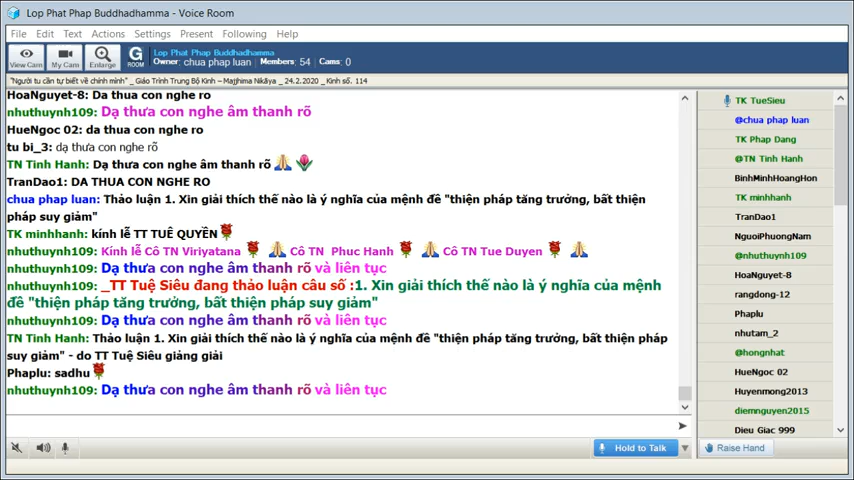 Lop Phat Phap Buddhadhamma - Voice Room
File Edit Text Actions Settings Present Following Help
View Cam My Cam Enlarge G ROOM
Lop Phat Phap Buddhadhamma
Owner: chua phap luan; Members: 54 Cams: 0
"Người tu cần tự biết về chính mình" _ Giáo Trình Trung Bộ Kinh – Majjhima Nikāya _ 24.2.2020 _ Kinh số. 114
HoaNguyet-8: Da thua con nghe ro
nhuthuynh109: Dạ thưa con nghe âm thanh rõ
HueNgoc 02: da thua con nghe ro
tu bi_3: dạ thưa con nghe rõ
TN Tinh Hanh: Dạ thưa con nghe âm thanh rõ
TranDao1: DA THUA CON NGHE RO
chua phap luan: Thảo luận 1. Xin giải thích thế nào là ý nghĩa của mệnh đề "thiện pháp tăng trưởng, bất thiện
pháp suy giảm"
TK minhhanh: kính lễ TT TUỆ QUYỀN
nhuthuynh109: Kính lễ Cô TN Viriyatana Cô TN Phuc Hanh Cô TN Tue Duyen
nhuthuynh109: Dạ thưa con nghe âm thanh rõ và liên tục
nhuthuynh109: _TT Tuệ Siêu đang thảo luận câu số :1. Xin giải thích thế nào là ý nghĩa của mệnh
đề "thiện pháp tăng trưởng, bất thiện pháp suy giảm"
nhuthuynh109: Dạ thưa con nghe âm thanh rõ và liên tục
TN Tinh Hanh: Thảo luận 1. Xin giải thích thế nào là ý nghĩa của mệnh đề "thiện pháp tăng trưởng, bất thiện pháp
suy giảm" - do TT Tuệ Siêu giảng giải
Phaplu: sadhu
nhuthuynh109: Dạ thưa con nghe âm thanh rõ và liên tục
Hold to Talk
TK TueSieu
@chua phap luan
TK Phap Dang
@TN Tinh Hanh
BinhMinhHoangHon
TK minhhanh
TranDao1
NguoiPhuongNam
@nhuthuynh109
HoaNguyet-8
rangdong-12
Phaplu
nhutam_2
@hongnhat
HueNgoc 02
Huyenmong2013
diemnguyen2015
Dieu Giac 999
Raise Hand